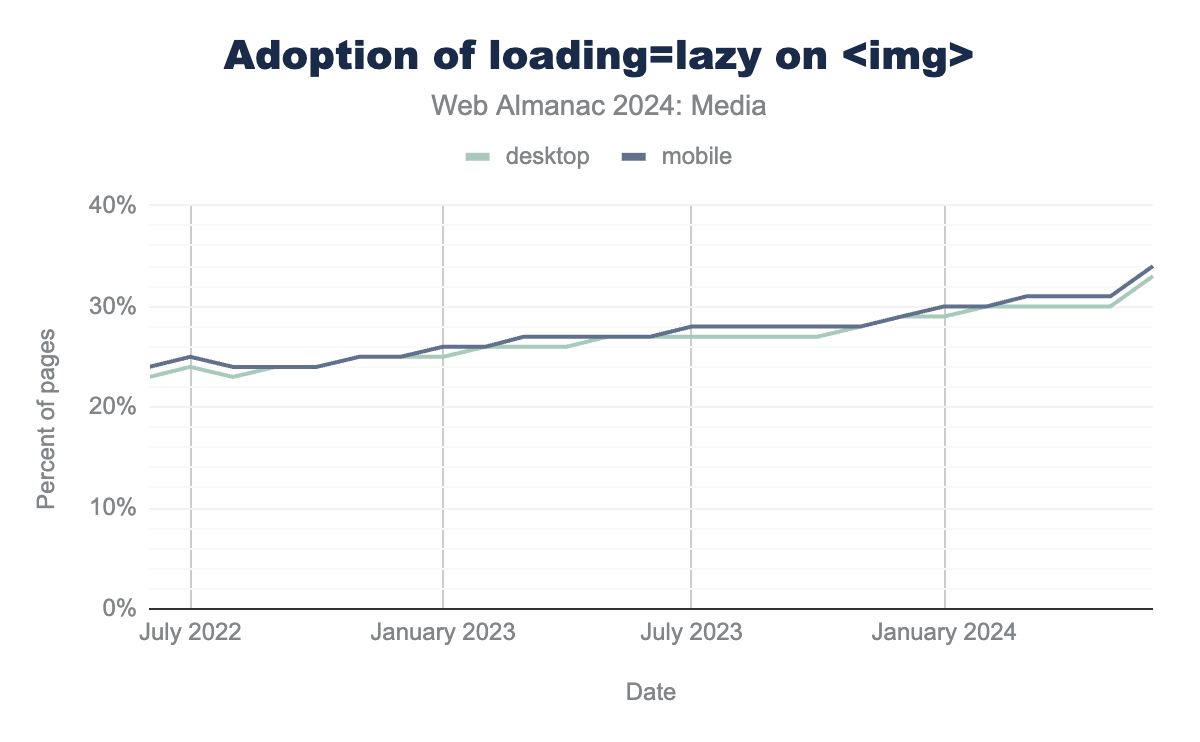 Adoption of loading=lazy on <img>
Web Almanac 2024: Media
desktop mobile
40%
30%
20%
10%
0%
Percent of pages
July 2022 January 2023 July 2023 January 2024
Date